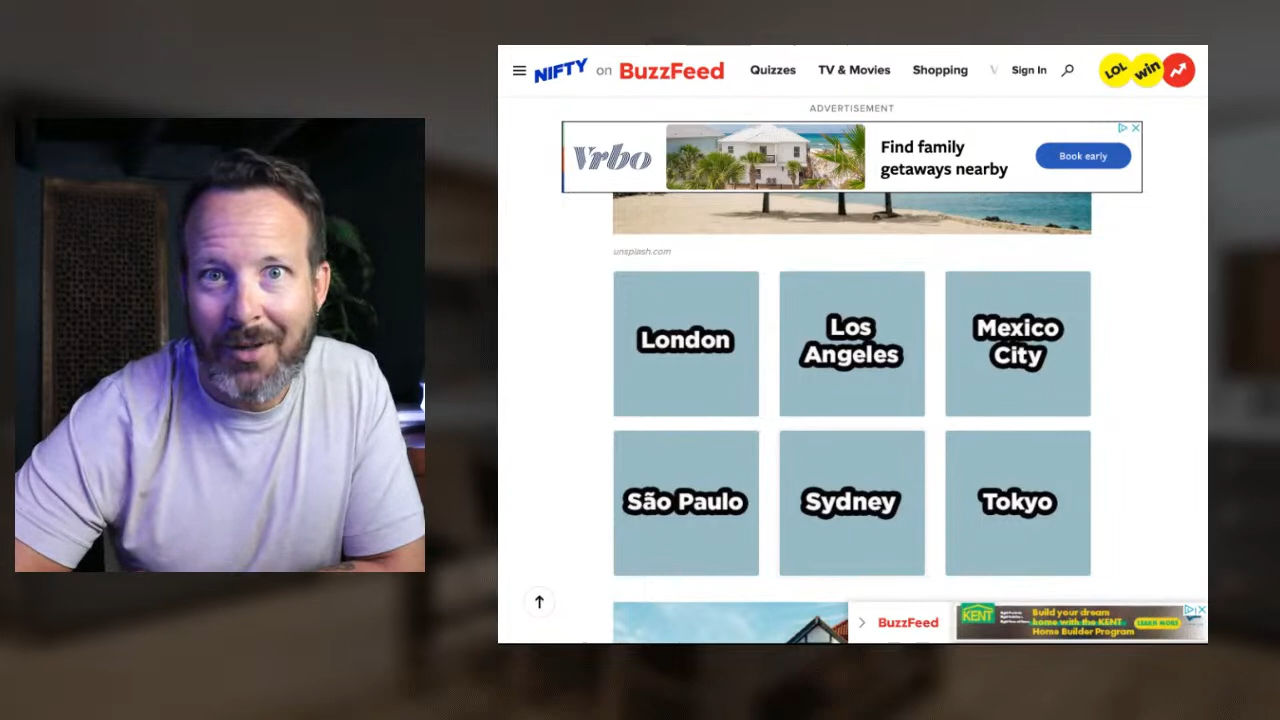 NIFTY on BuzzFeed Quizzes TV & Movies Shopping Sign In LOL win
ADVERTISEMENT
Vrbo
Find family
getaways nearby
Book early
unsplash.com
London
Los
Angeles
Mexico
City
São Paulo
Sydney
Tokyo
BuzzFeed
KENT
Build your dream
home with the KENT
Home Builder Program
LEARN MORE